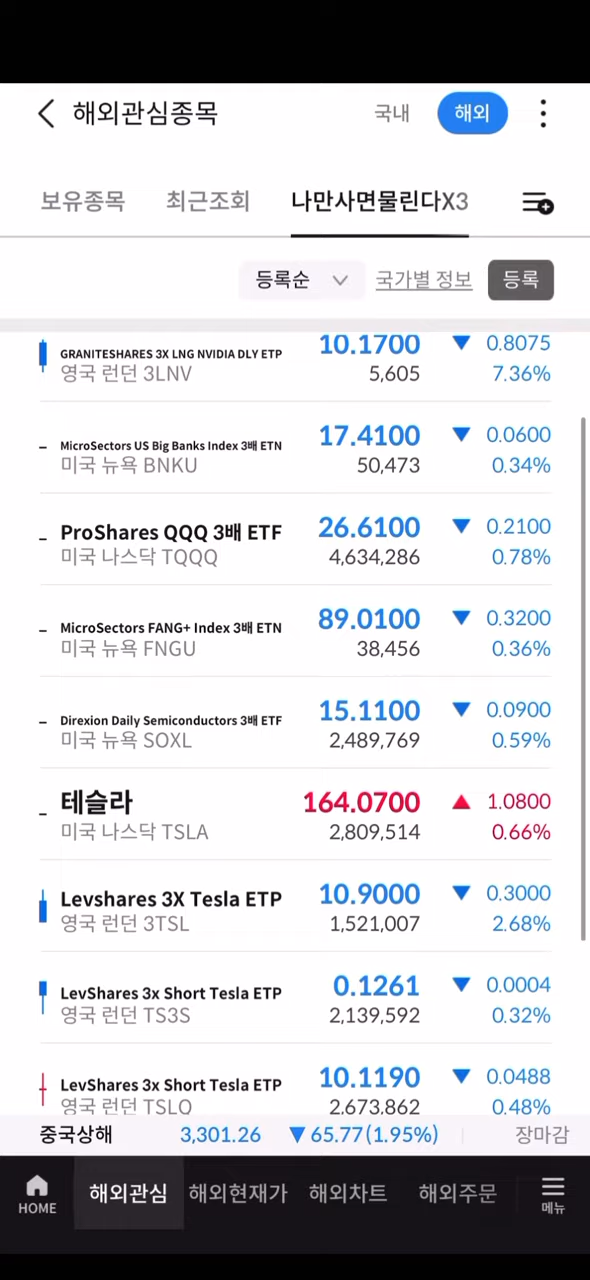 해외관심종목 국내 해외
보유종목 최근조회 나만사면물린다X3
등록순 국가별 정보 등록
GRANITESHARES 3X LNG NVIDIA DLY ETP 10.1700 ▼ 0.8075
영국 런던 3LNV 5,605 7.36%
MicroSectors US Big Banks Index 3배 ETN 17.4100 ▼ 0.0600
미국 뉴욕 BNKU 50,473 0.34%
ProShares QQQ 3배 ETF 26.6100 ▼ 0.2100
미국 나스닥 TQQQ 4,634,286 0.78%
MicroSectors FANG+ Index 3배 ETN 89.0100 ▼ 0.3200
미국 뉴욕 FNGU 38,456 0.36%
Direxion Daily Semiconductors 3배 ETF 15.1100 ▼ 0.0900
미국 뉴욕 SOXL 2,489,769 0.59%
테슬라 164.0700 ▲ 1.0800
미국 나스닥 TSLA 2,809,514 0.66%
Levshares 3X Tesla ETP 10.9000 ▼ 0.3000
영국 런던 3TSL 1,521,007 2.68%
LevShares 3x Short Tesla ETP 0.1261 ▼ 0.0004
영국 런던 TS3S 2,139,592 0.32%
LevShares 3x Short Tesla ETP 10.1190 ▼ 0.0488
영국 런던 TSLQ 2,673,862 0.48%
중국상해 3,301.26 ▼ 65.77(1.95%) 장마감
HOME 해외관심 해외현재가 해외차트 해외주문 메뉴